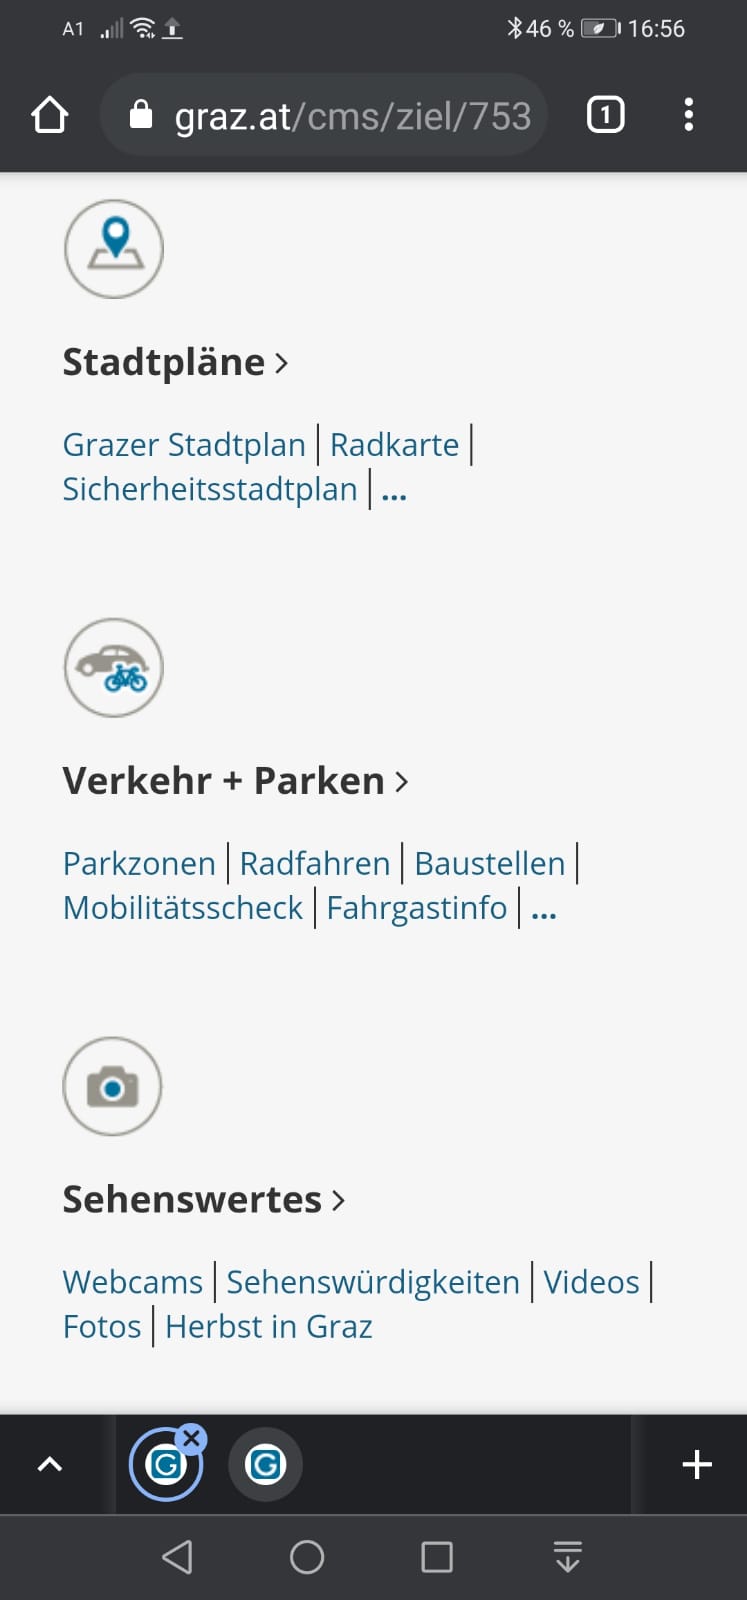 A1 46 % 16:56
graz.at/cms/ziel/753 1
Stadtpläne >
Grazer Stadtplan | Radkarte |
Sicherheitsstadtplan | ...
Verkehr + Parken >
Parkzonen | Radfahren | Baustellen |
Mobilitätsscheck | Fahrgastinfo | ...
Sehenswertes >
Webcams | Sehenswürdigkeiten | Videos |
Fotos | Herbst in Graz
G G